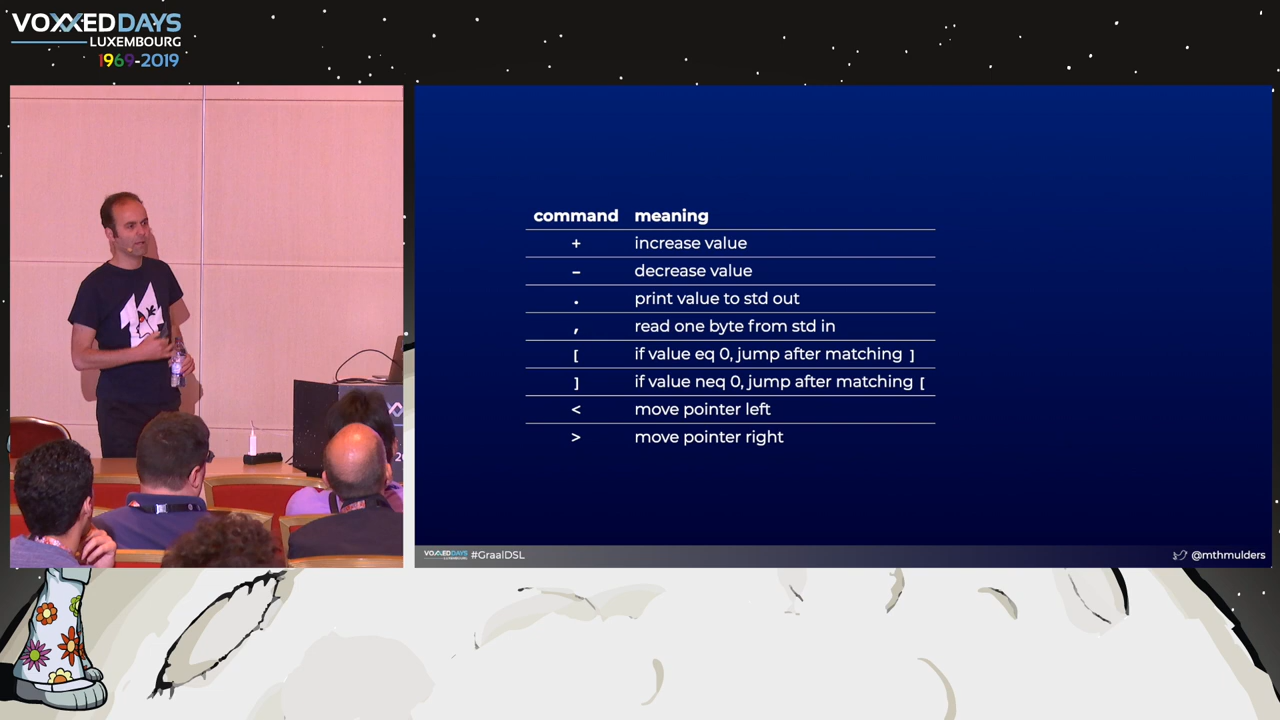 VOXXEDDAYS
LUXEMBOURG
1969-2019
command meaning
+ increase value
– decrease value
. print value to std out
, read one byte from std in
[ if value eq 0, jump after matching ]
] if value neq 0, jump after matching [
< move pointer left
> move pointer right
VOXXEDDAYS
LUXEMBOURG
#GraalDSL
@mthmulders